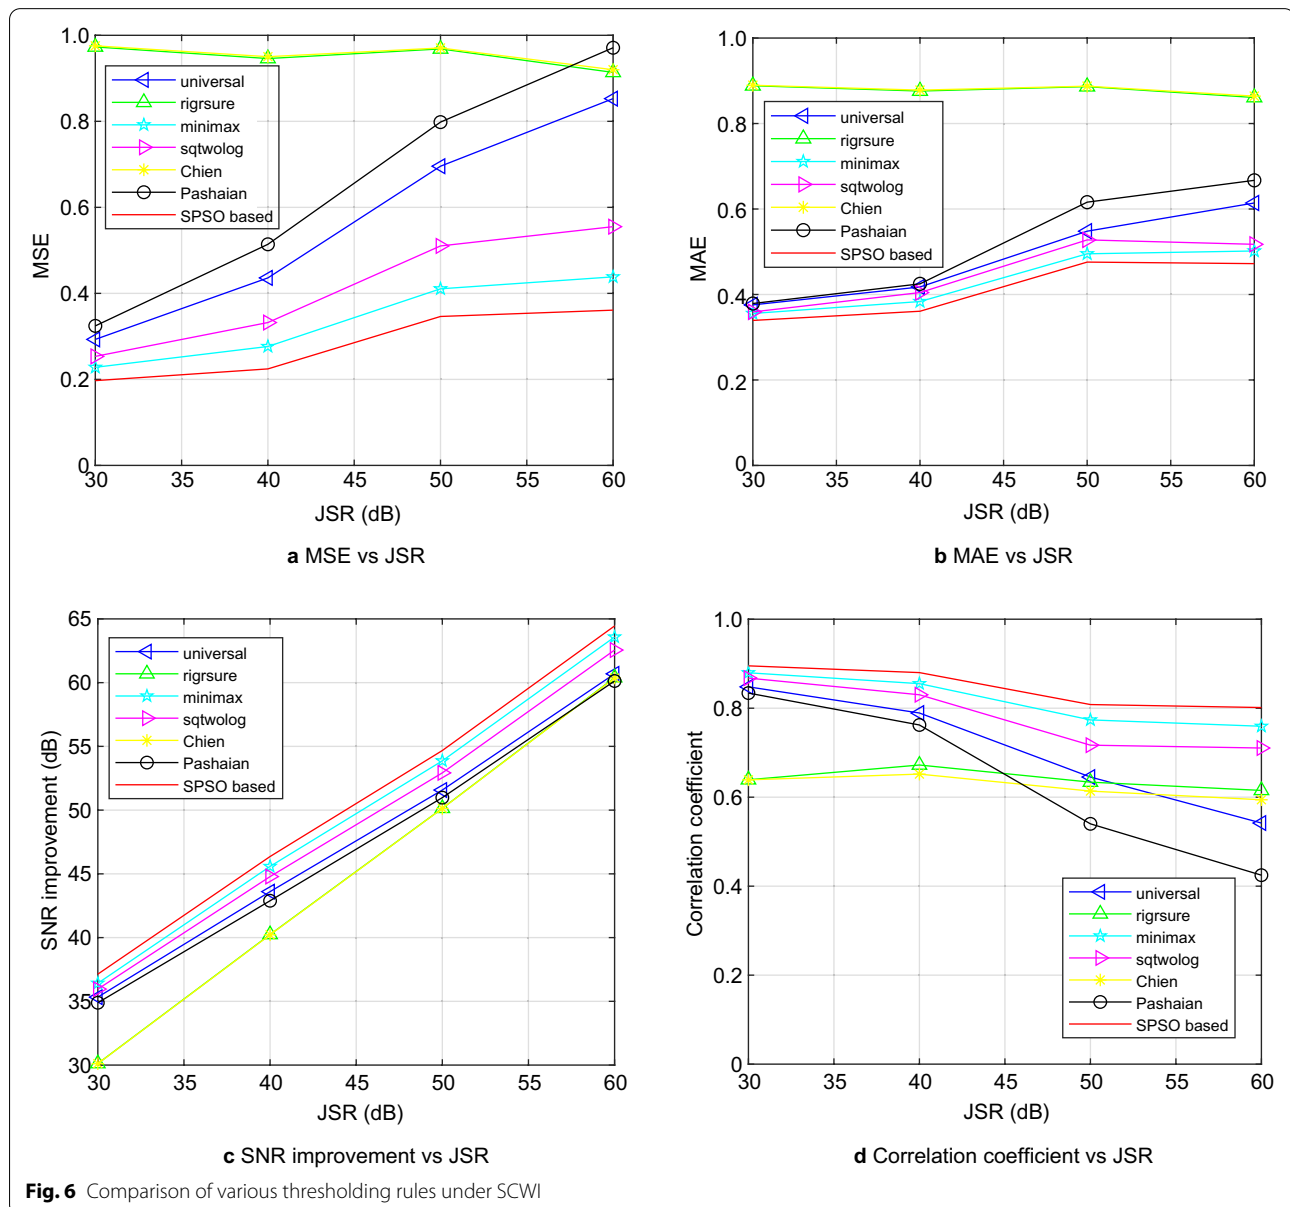 1.0
0.8
0.6
0.4
0.2
0
MSE
universal
rigrsure
minimax
sqtwolog
Chien
Pashaian
SPSO based
30 35 40 45 50 55 60
JSR (dB)
a MSE vs JSR
1.0
0.8
0.6
0.4
0.2
0
MAE
universal
rigrsure
minimax
sqtwolog
Chien
Pashaian
SPSO based
30 35 40 45 50 55 60
JSR (dB)
b MAE vs JSR
65
60
55
50
45
40
35
30
SNR improvement (dB)
universal
rigrsure
minimax
sqtwolog
Chien
Pashaian
SPSO based
30 35 40 45 50 55 60
JSR (dB)
c SNR improvement vs JSR
1.0
0.8
0.6
0.4
0.2
0
Correlation coefficient
universal
rigrsure
minimax
sqtwolog
Chien
Pashaian
SPSO based
30 35 40 45 50 55 60
JSR (dB)
d Correlation coefficient vs JSR
Fig. 6 Comparison of various thresholding rules under SCWI